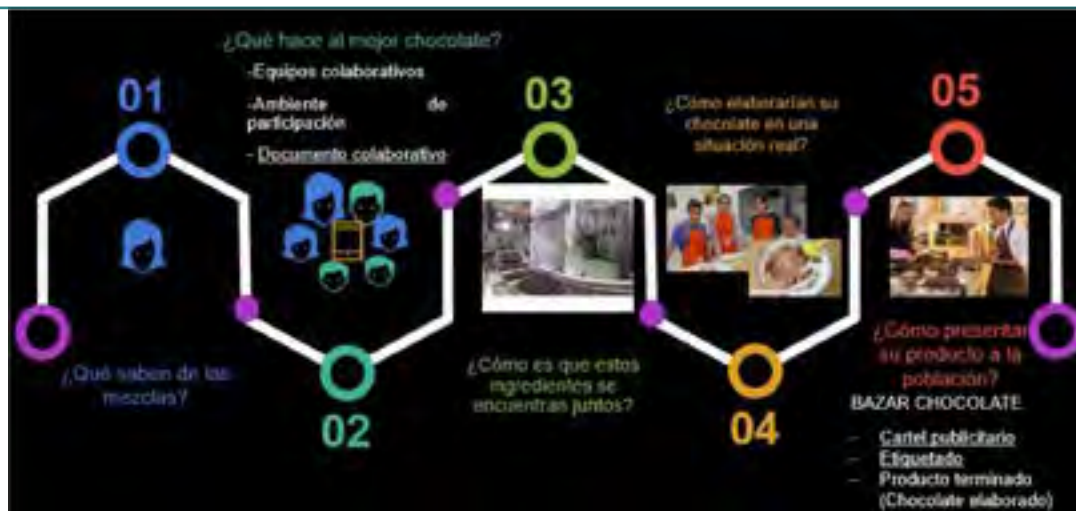 01
¿Qué saben de las
mezclas?
¿Qué hace al mejor chocolate?
-Equipos colaborativos
-Ambiente de
participación
- Documento colaborativo
02
03
¿Cómo es que estos
ingredientes se
encuentras juntos?
¿Cómo elaborarían su
chocolate en una
situación real?
04
05
¿Cómo presentar
su producto a la
población?
BAZAR CHOCOLATE
- Cartel publicitario
- Etiquetado
- Producto terminado
(Chocolate elaborado)